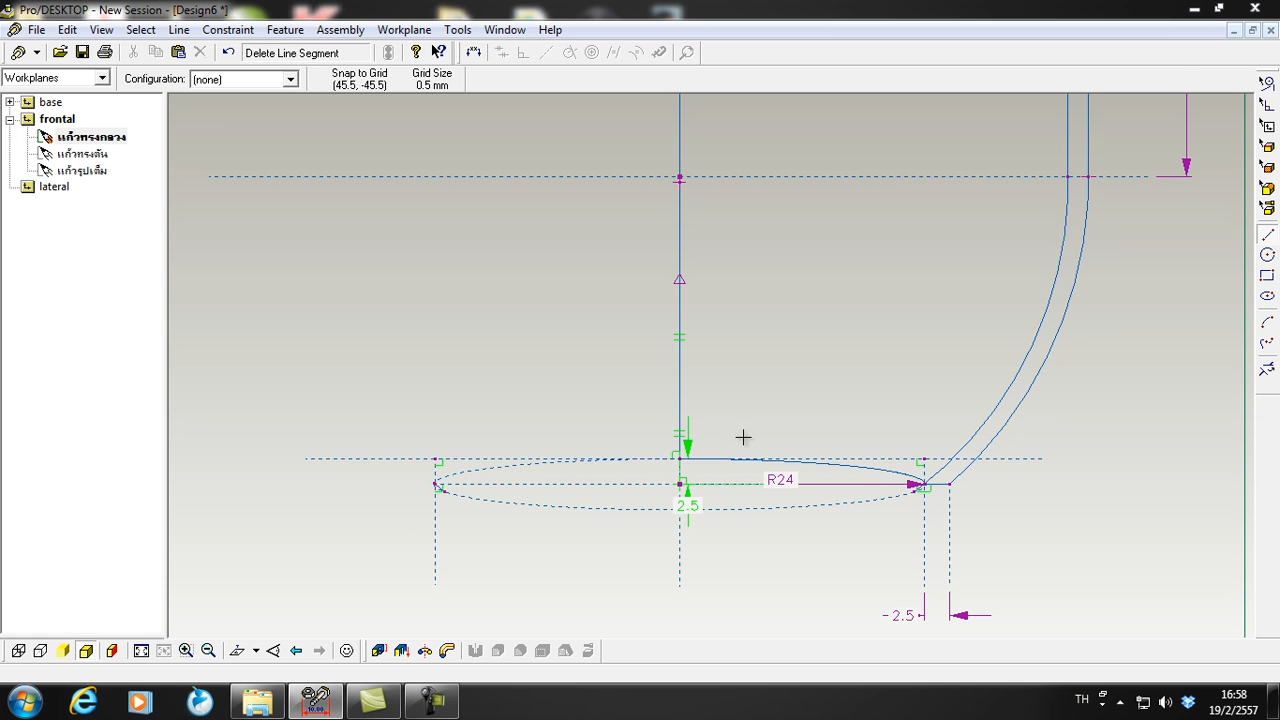 Pro/DESKTOP - New Session - [Design6 *]
File Edit View Select Line Constraint Feature Assembly Workplane Tools Window Help
Delete Line Segment
Workplanes Configuration: (none) Snap to Grid (45.5, -45.5) Grid Size 0.5 mm
base
frontal
แก้วทรงกลวง
แก้วทรงตัน
แก้วรูปเต็ม
lateral
R24
2.5
-2.5
TH 16:58
19/2/2557